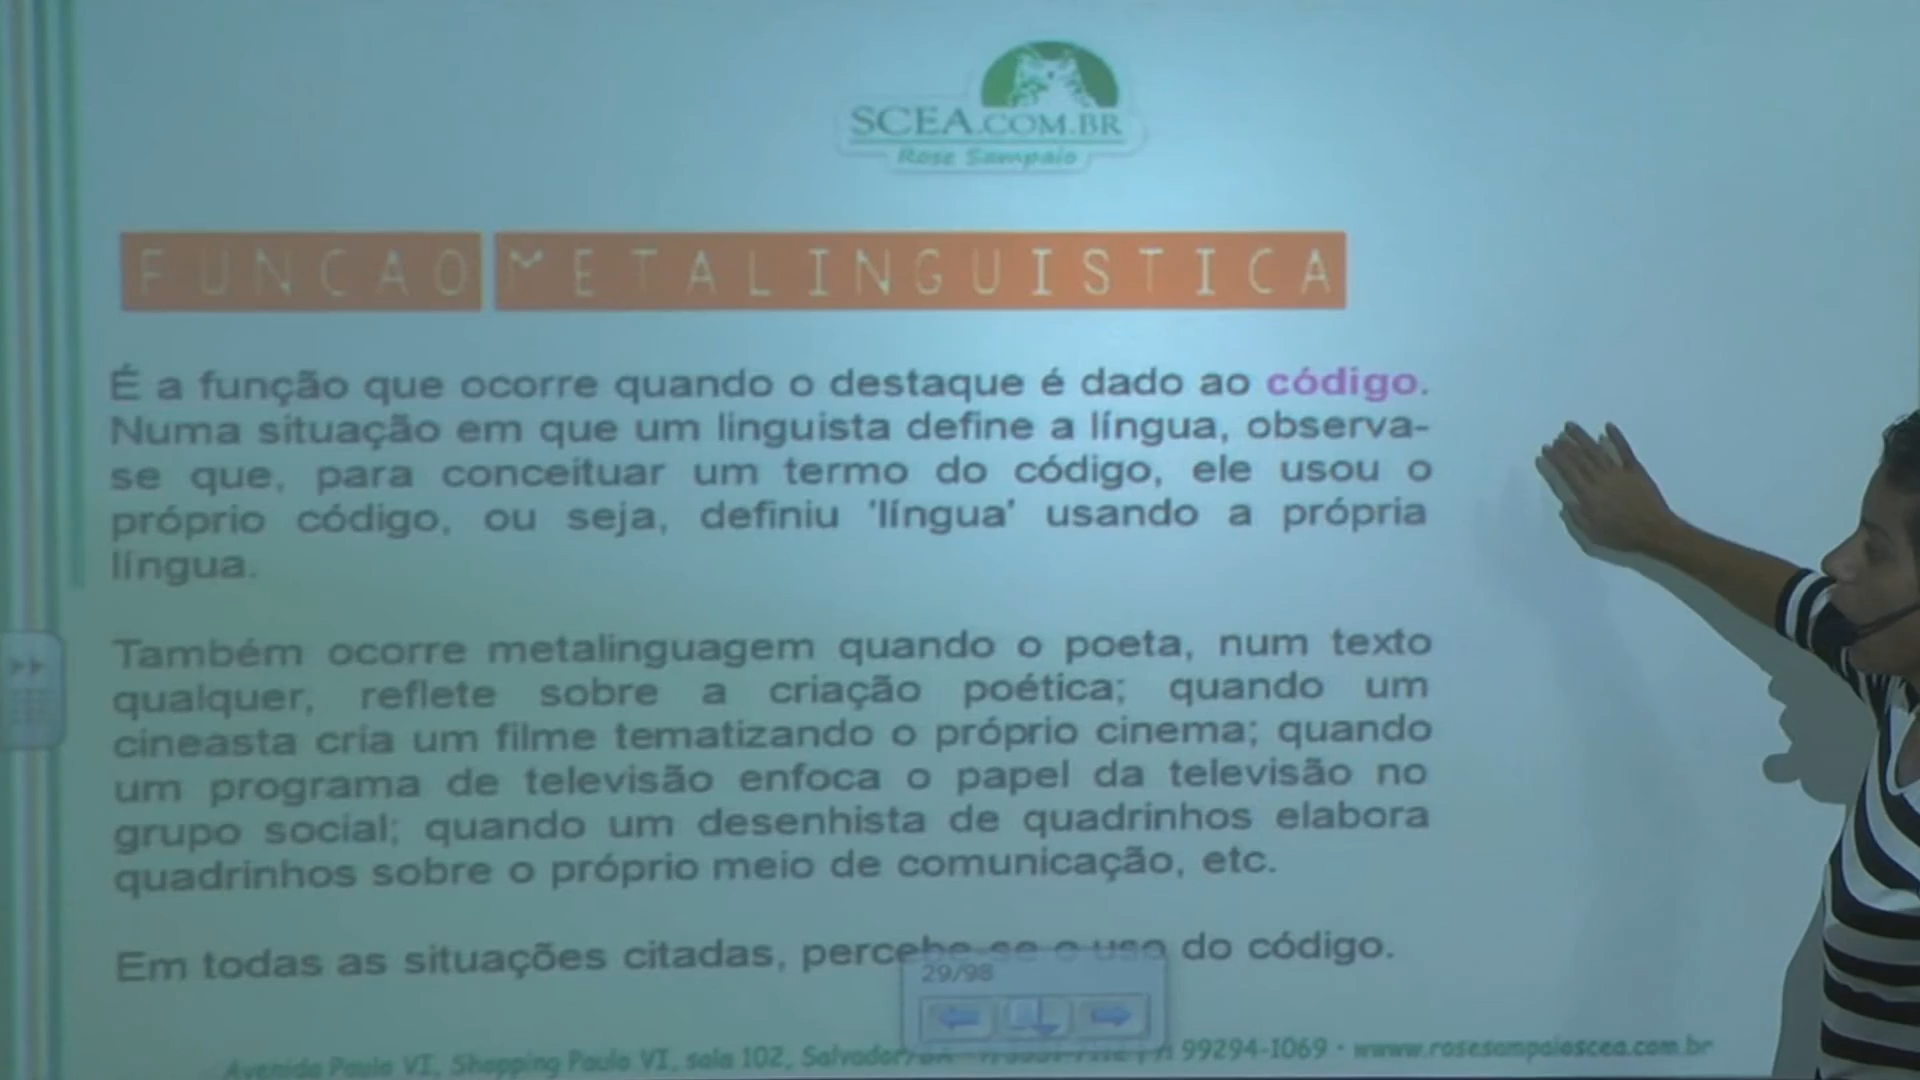 SCEA.COM.BR
Rose Sampaio
FUNCAO METALINGUISTICA
É a função que ocorre quando o destaque é dado ao código.
Numa situação em que um linguista define a língua, observa-
se que, para conceituar um termo do código, ele usou o
próprio código, ou seja, definiu 'língua' usando a própria
língua.
Também ocorre metalinguagem quando o poeta, num texto
qualquer, reflete sobre a criação poética; quando um
cineasta cria um filme tematizando o próprio cinema; quando
um programa de televisão enfoca o papel da televisão no
grupo social; quando um desenhista de quadrinhos elabora
quadrinhos sobre o próprio meio de comunicação, etc.
Em todas as situações citadas, percebe-se o uso do código.
29/98
Avenida Paulo VI, Shopping Paulo VI, sala 102, Salvador/BA 99294-1069 · www.rosesampaioscea.com.br